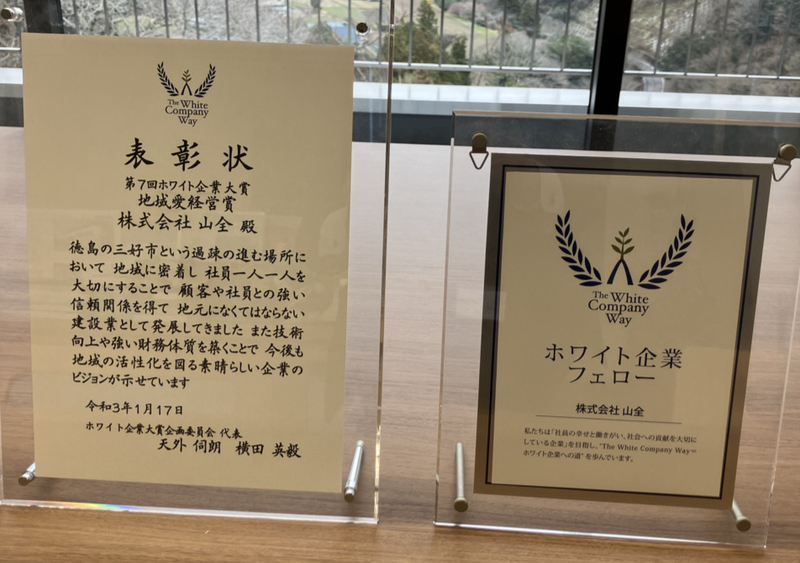 The White
Company
Way
表彰状
第7回ホワイト企業大賞
地域愛経営賞
株式会社 山全 殿
徳島の三好市という過疎の進む場所に
おいて 地域に密着し 社員一人一人を
大切にすることで 顧客や社員との強い
信頼関係を得て 地元になくてはならない
建設業として発展してきました また技術
向上や強い財務体質を築くことで 今後も
地域の活性化を図る素晴らしい企業の
ビジョンが示せています
令和3年1月17日
ホワイト企業大賞企画委員会 代表
天外 伺朗 横田 英毅
The White
Company
Way
ホワイト企業
フェロー
株式会社 山全
私たちは「社員の幸せと働きがい、社会への貢献を大切に
している企業」を目指し、"The White Company Way=
ホワイト企業への道"を歩んでいます。